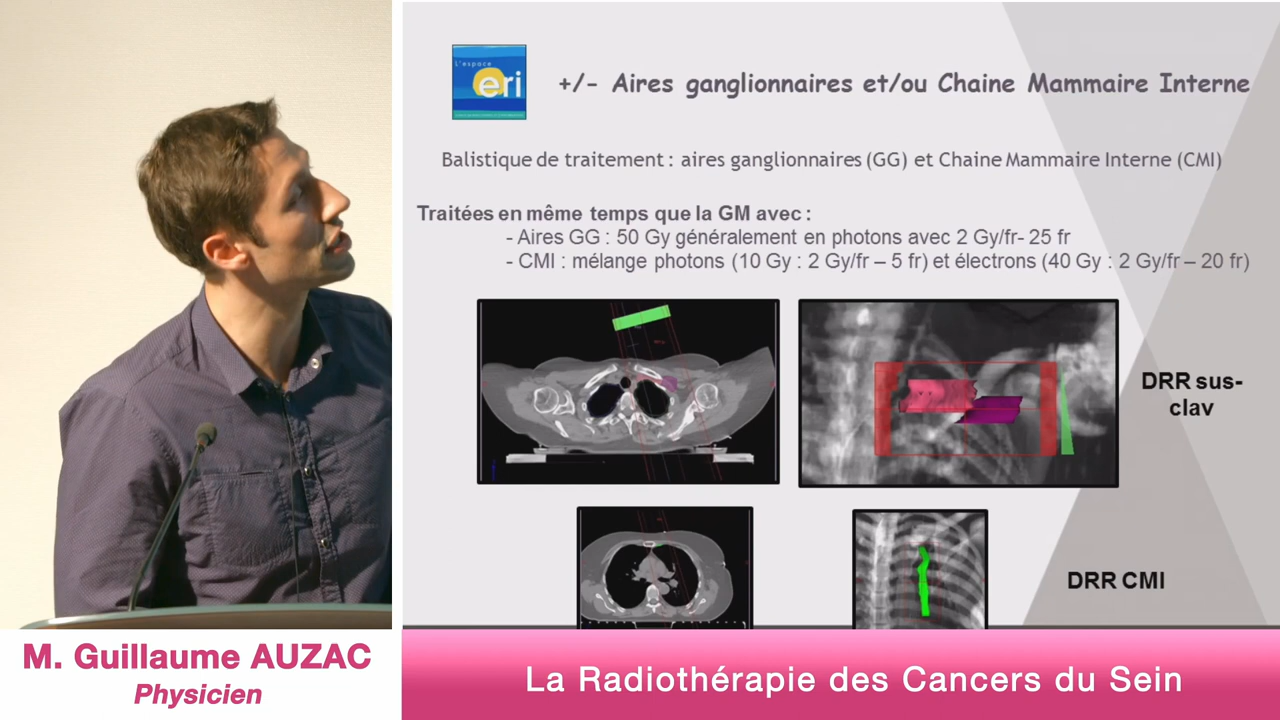 L'espace
eri
+/- Aires ganglionnaires et/ou Chaine Mammaire Interne
Balistique de traitement : aires ganglionnaires (GG) et Chaine Mammaire Interne (CMI)
Traitées en même temps que la GM avec :
- Aires GG : 50 Gy généralement en photons avec 2 Gy/fr- 25 fr
- CMI : mélange photons (10 Gy : 2 Gy/fr – 5 fr) et électrons (40 Gy : 2 Gy/fr – 20 fr)
DRR sus-
clav
DRR CMI
M. Guillaume AUZAC
Physicien
La Radiothérapie des Cancers du Sein